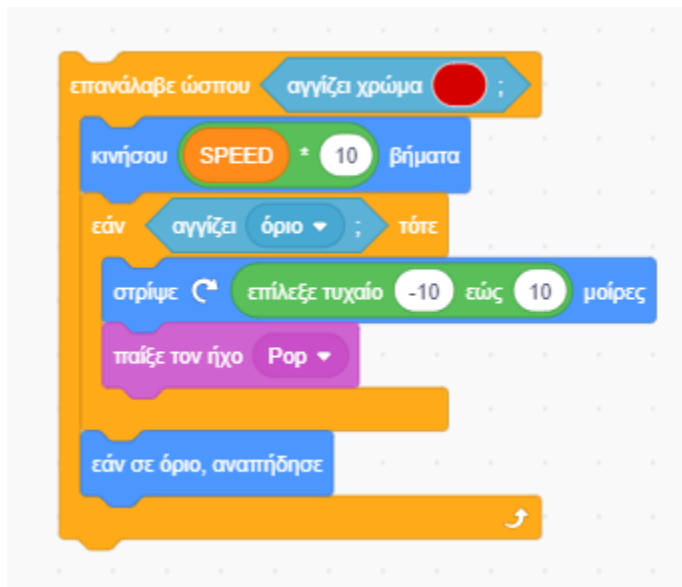 επανάλαβε ώσπου αγγίζει χρώμα ;
κινήσου SPEED * 10 βήματα
εάν αγγίζει όριο ; τότε
στρίψε επίλεξε τυχαίο -10 εώς 10 μοίρες
παίξε τον ήχο Pop
εάν σε όριο, αναπήδησε